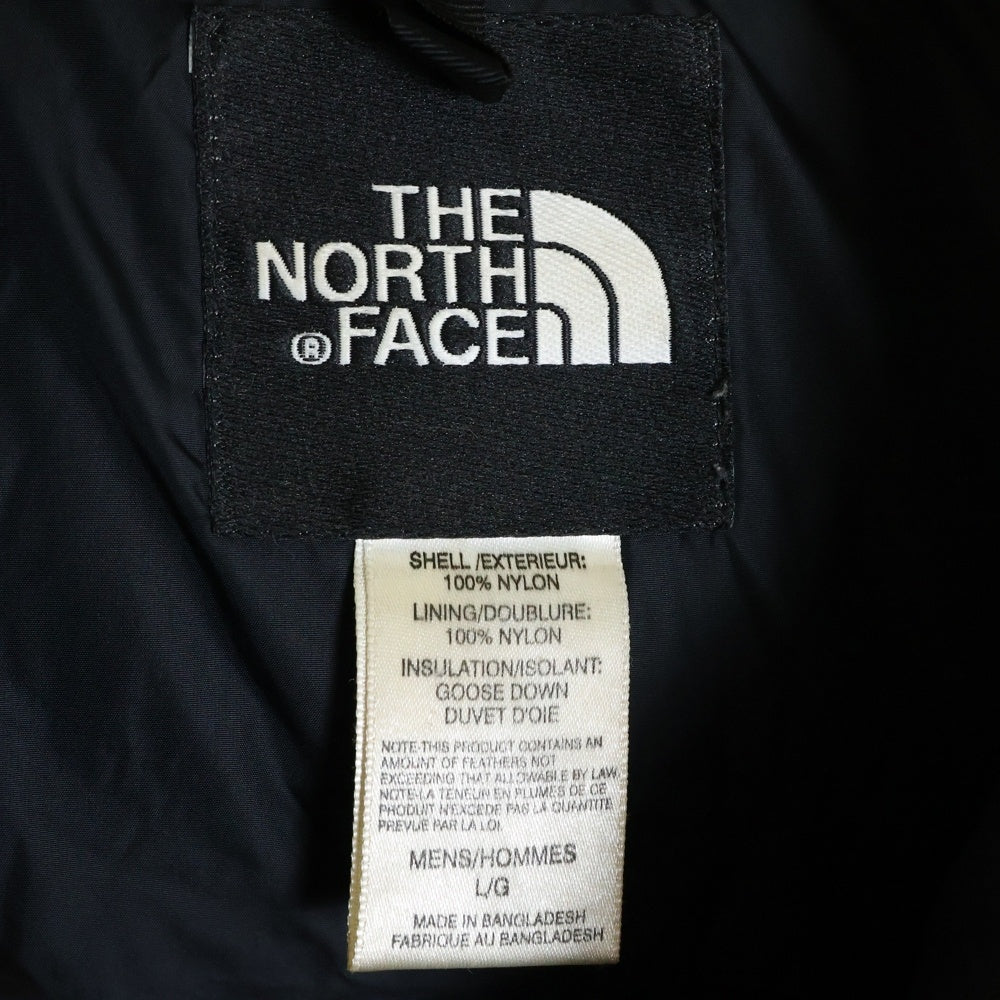 THE
NORTH
®FACE
SHELL /EXTERIEUR:
100% NYLON
LINING/DOUBLURE:
100% NYLON
INSULATION/ISOLANT:
GOOSE DOWN
DUVET D'OIE
NOTE-THIS PRODUCT CONTAINS AN
AMOUNT OF FEATHERS NOT
EXCEEDING THAT ALLOWABLE BY LAW.
NOTE-LA TENEUR EN PLUMES DE CE
PRODUIT N'EXCEDE PAS LA QUANTITE
PREVUE PAR LA LOI.
MENS/HOMMES
L/G
MADE IN BANGLADESH
FABRIQUE AU BANGLADESH